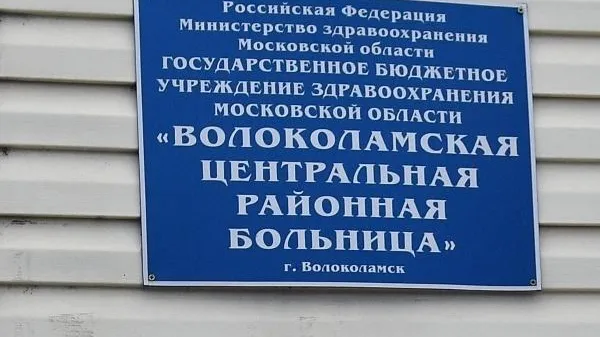 Российская Федерация
Министерство здравоохранения
Московской области
ГОСУДАРСТВЕННОЕ БЮДЖЕТНОЕ
УЧРЕЖДЕНИЕ ЗДРАВООХРАНЕНИЯ
МОСКОВСКОЙ ОБЛАСТИ
«ВОЛОКОЛАМСКАЯ
ЦЕНТРАЛЬНАЯ
РАЙОННАЯ
БОЛЬНИЦА»
г. Волоколамск